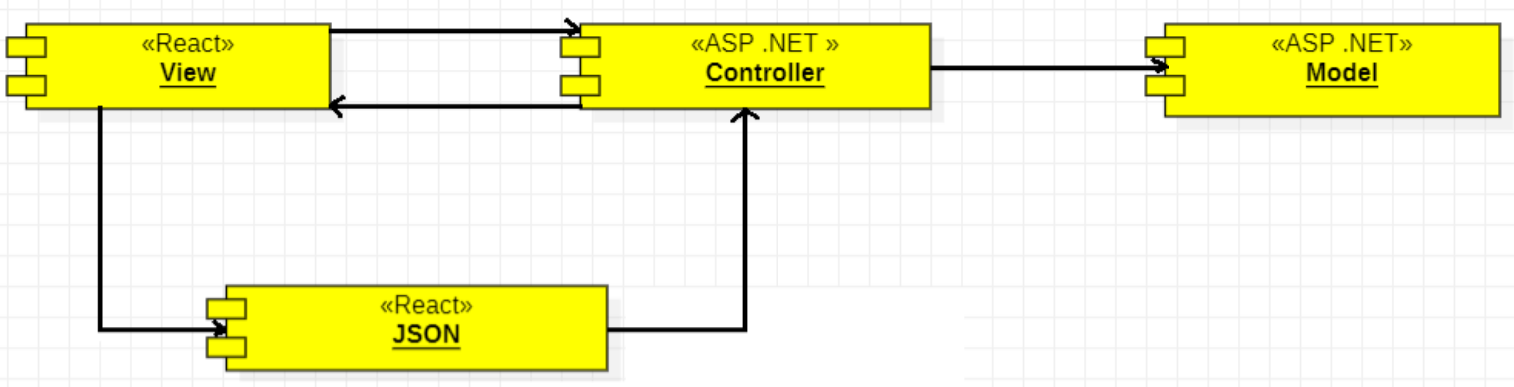 «React»
View
«ASP .NET »
Controller
«ASP .NET»
Model
«React»
JSON